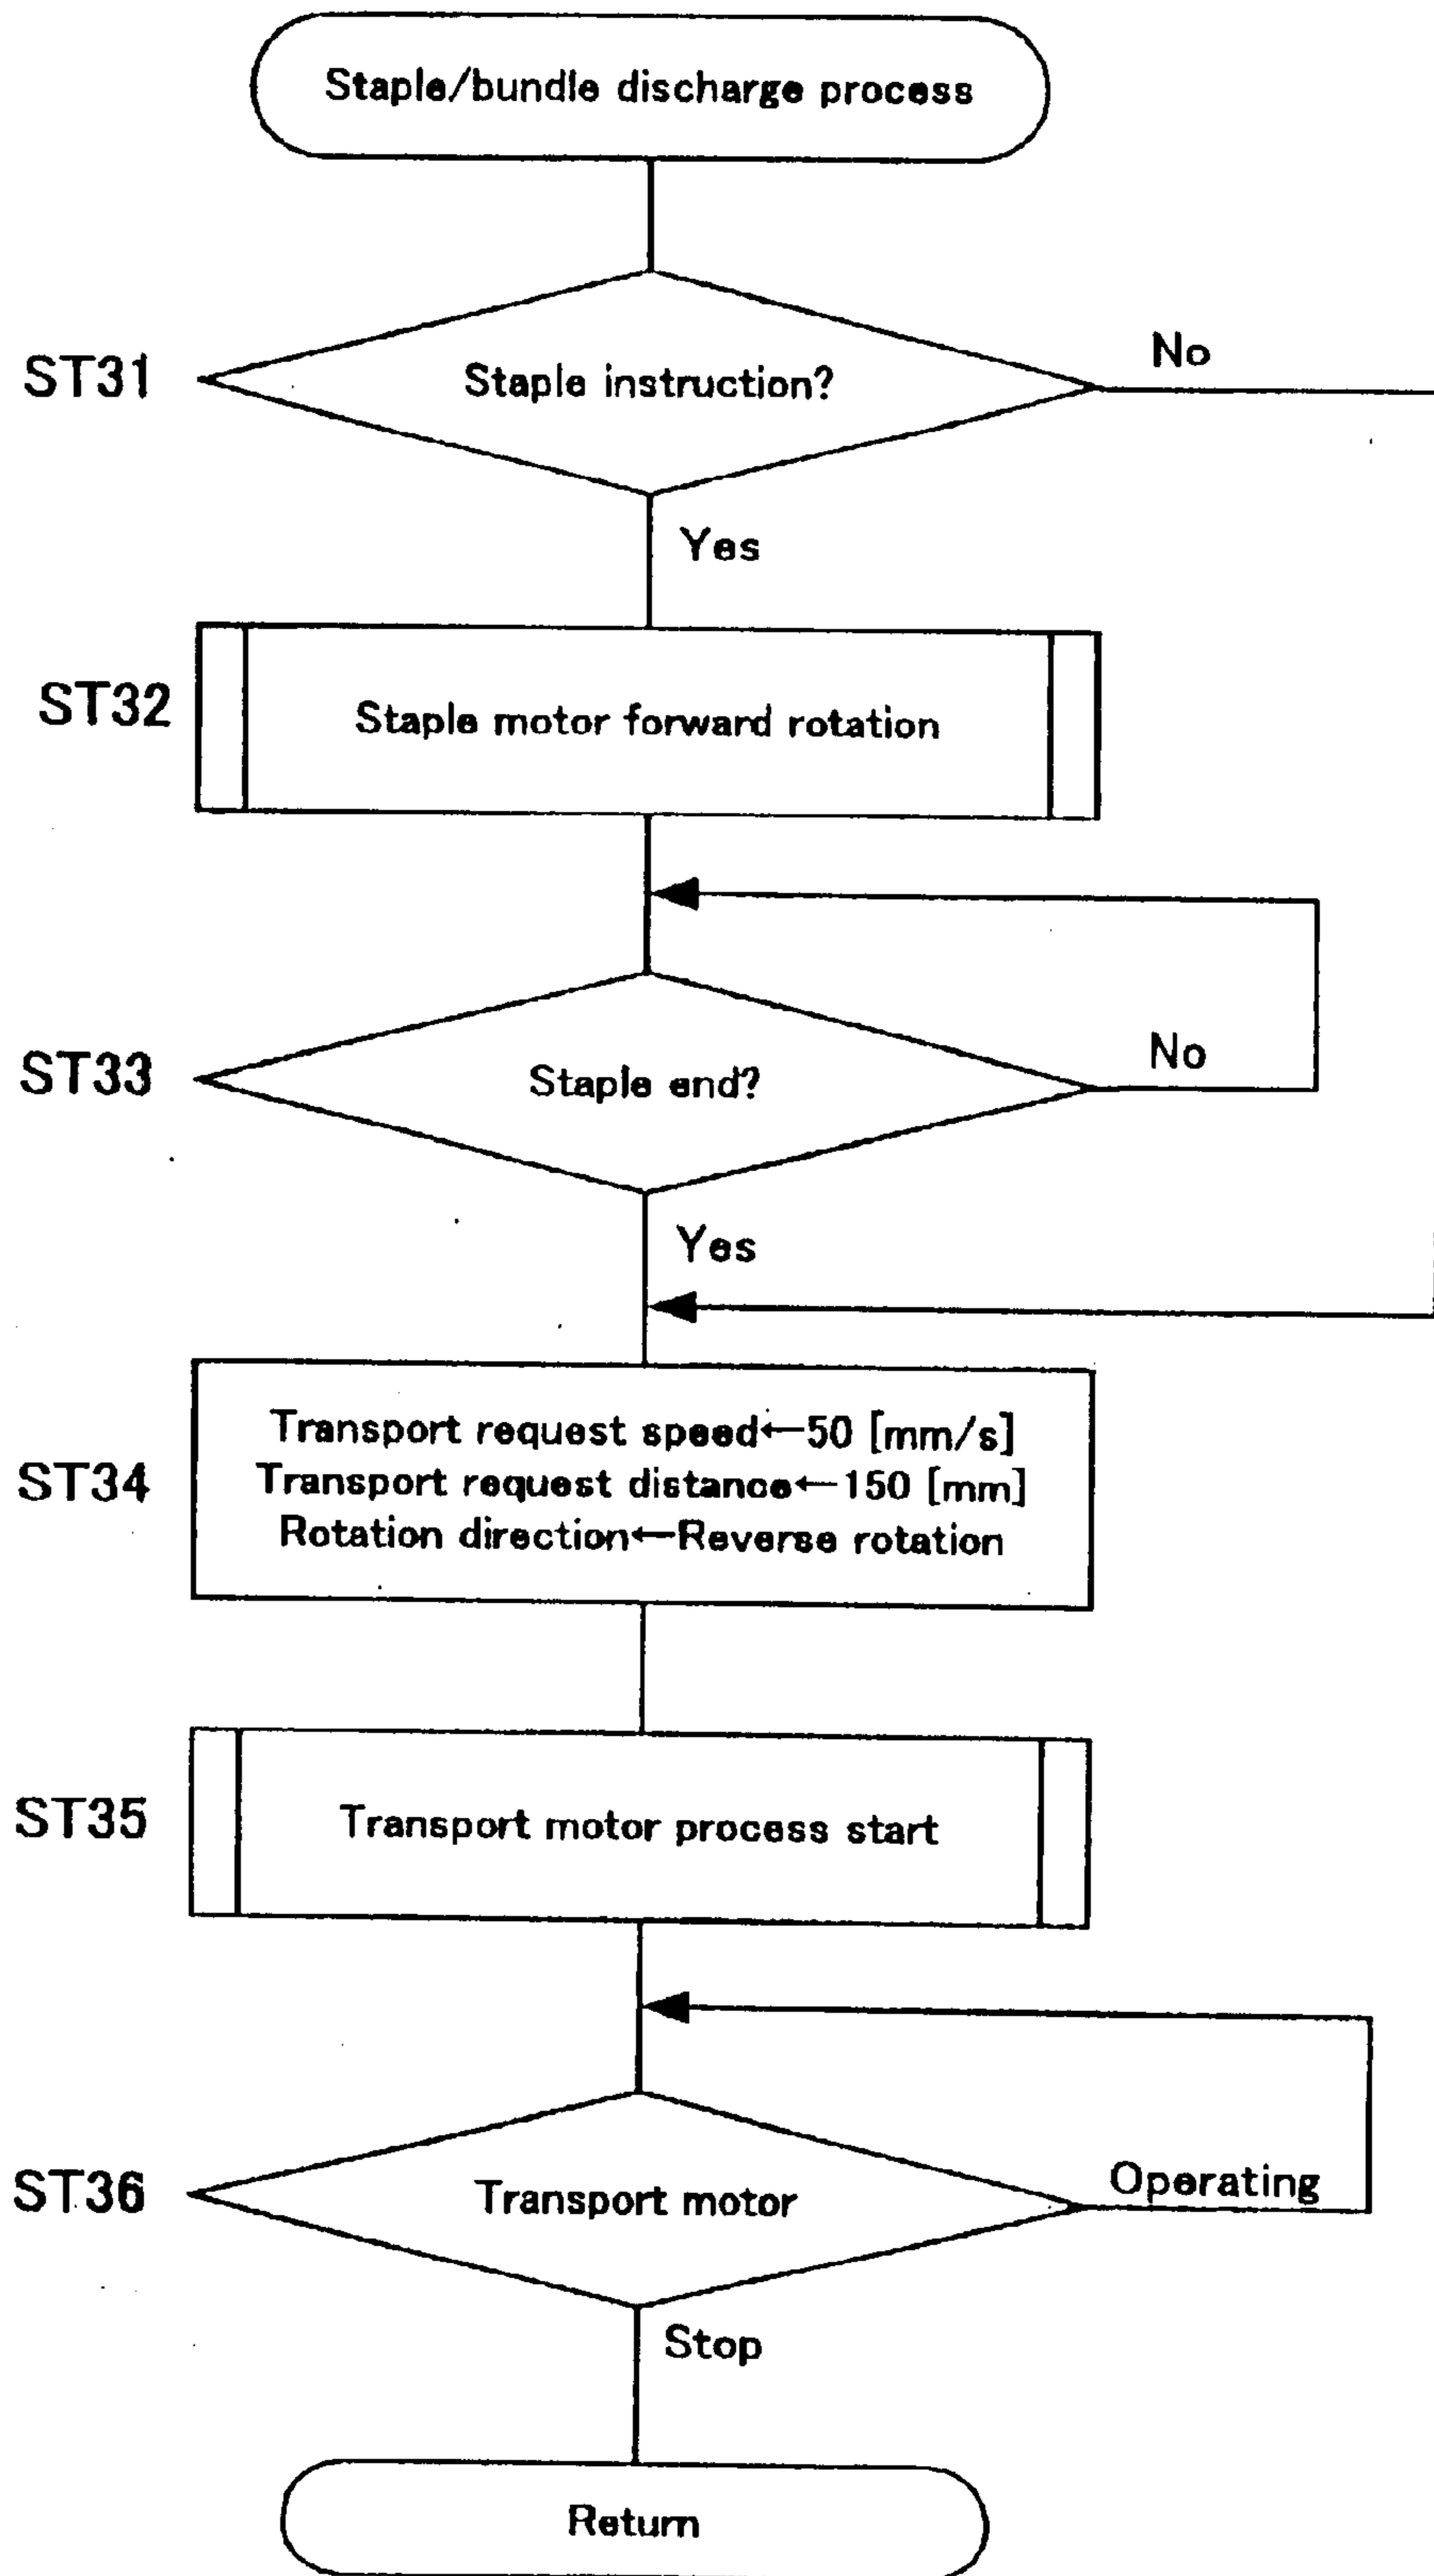 Staple/bundle discharge process
ST31
Staple instruction?
No
Yes
ST32
Staple motor forward rotation
ST33
Staple end?
No
Yes
ST34
Transport request speed←50 [mm/s]
Transport request distance←150 [mm]
Rotation direction←Reverse rotation
ST35
Transport motor process start
ST36
Transport motor
Operating
Stop
Return